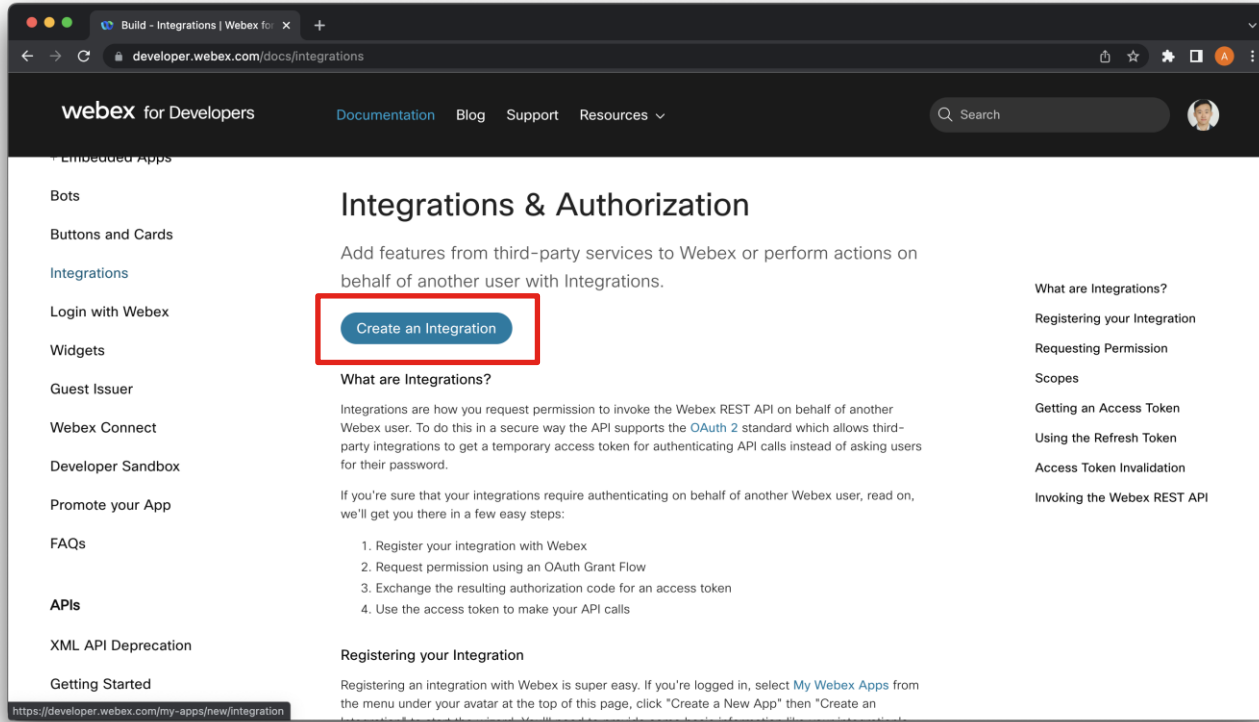 Build - Integrations | Webex for
developer.webex.com/docs/integrations
A
webex for Developers
Documentation Blog Support Resources
Search
+ Embedded Apps
Bots
Buttons and Cards
Integrations
Login with Webex
Widgets
Guest Issuer
Webex Connect
Developer Sandbox
Promote your App
FAQs
APIs
XML API Deprecation
Getting Started
https://developer.webex.com/my-apps/new/integration
Integrations & Authorization
Add features from third-party services to Webex or perform actions on
behalf of another user with Integrations.
Create an Integration
What are Integrations?
Integrations are how you request permission to invoke the Webex REST API on behalf of another
Webex user. To do this in a secure way the API supports the OAuth 2 standard which allows third-
party integrations to get a temporary access token for authenticating API calls instead of asking users
for their password.
If you're sure that your integrations require authenticating on behalf of another Webex user, read on,
we'll get you there in a few easy steps:
1. Register your integration with Webex
2. Request permission using an OAuth Grant Flow
3. Exchange the resulting authorization code for an access token
4. Use the access token to make your API calls
Registering your Integration
Registering an integration with Webex is super easy. If you're logged in, select My Webex Apps from
the menu under your avatar at the top of this page, click "Create a New App" then "Create an
What are Integrations?
Registering your Integration
Requesting Permission
Scopes
Getting an Access Token
Using the Refresh Token
Access Token Invalidation
Invoking the Webex REST API